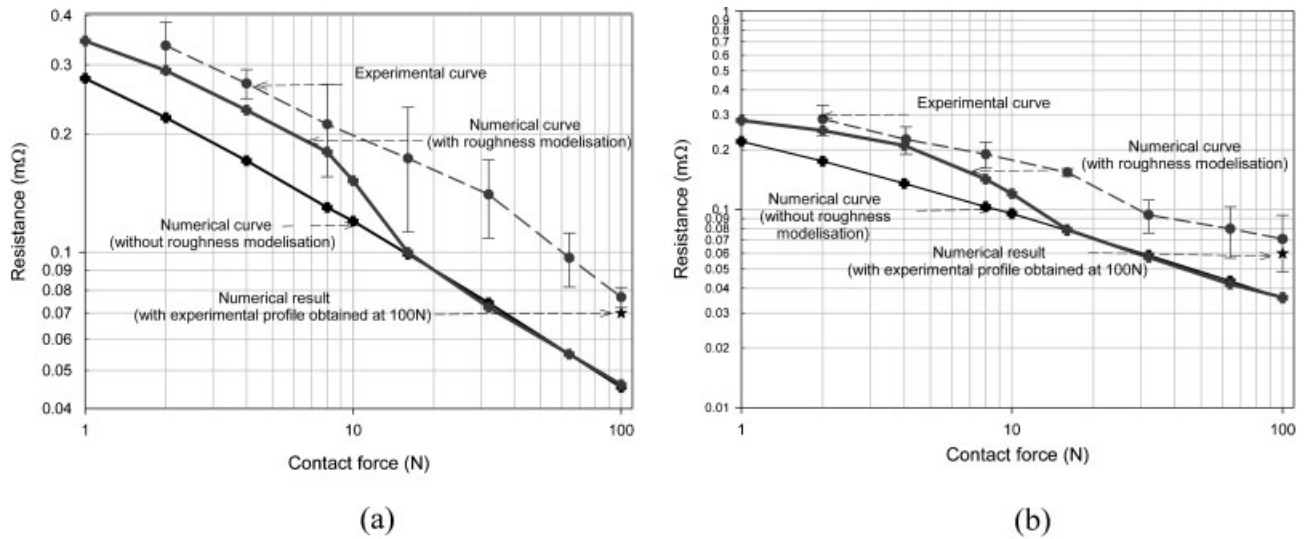 0.4
0.3
0.2
0.1
0.09
0.08
0.07
0.06
0.05
0.04
Resistance (mΩ)
Experimental curve
Numerical curve
(with roughness modelisation)
Numerical curve
(without roughness modelisation)
Numerical result
(with experimental profile obtained at 100N)
1
10
100
Contact force (N)
(a)
1
0.9
0.8
0.7
0.6
0.5
0.4
0.3
0.2
0.1
0.09
0.08
0.07
0.06
0.05
0.04
0.03
0.02
0.01
Resistance (mΩ)
Experimental curve
Numerical curve
(with roughness modelisation)
Numerical curve
(without roughness
modelisation)
Numerical result
(with experimental profile obtained at 100N)
1
10
100
Contact force (N)
(b)